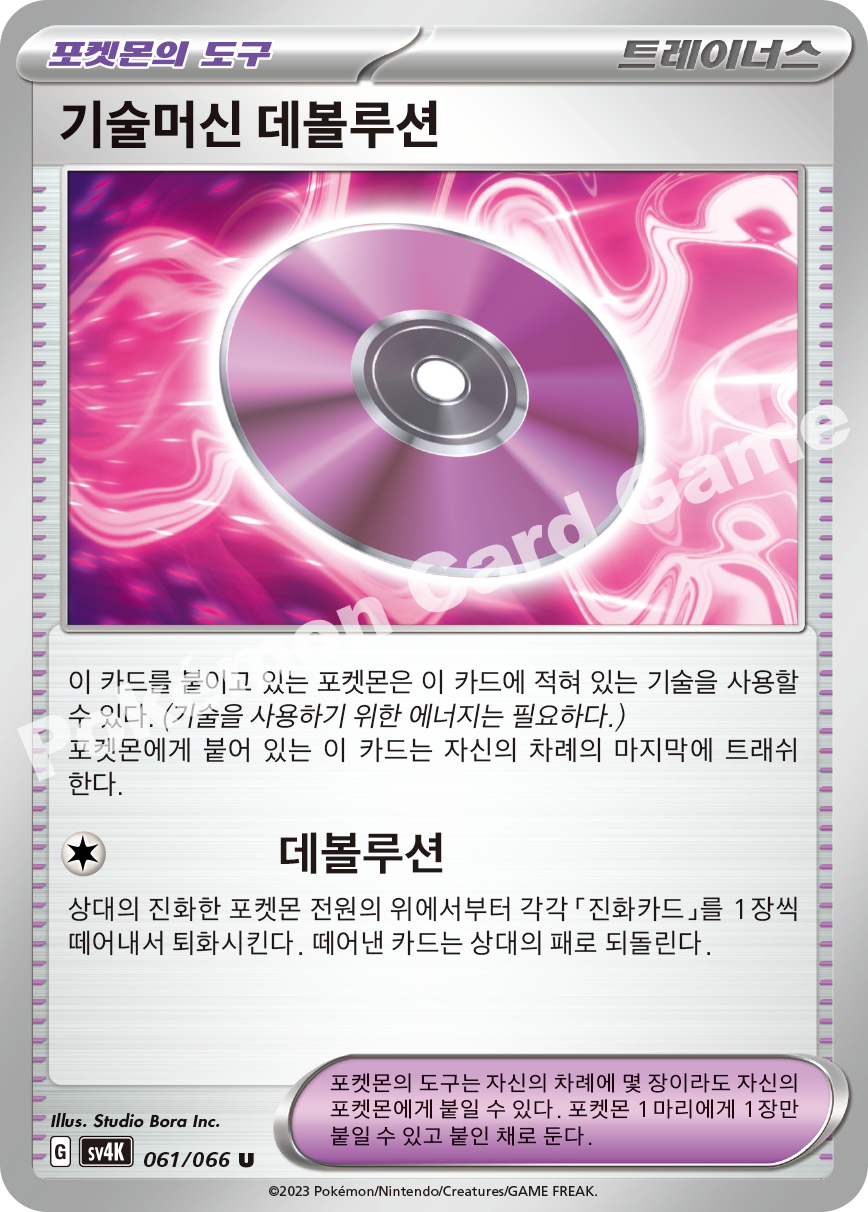 포켓몬의 도구
트레이너스
기술머신 데볼루션
이 카드를 붙이고 있는 포켓몬은 이 카드에 적혀 있는 기술을 사용할
수 있다. (기술을 사용하기 위한 에너지는 필요하다.)
포켓몬에게 붙어 있는 이 카드는 자신의 차례의 마지막에 트래쉬
한다.
데볼루션
상대의 진화한 포켓몬 전원의 위에서부터 각각 「진화카드」를 1장씩
떼어내서 퇴화시킨다. 떼어낸 카드는 상대의 패로 되돌린다.
포켓몬의 도구는 자신의 차례에 몇 장이라도 자신의
포켓몬에게 붙일 수 있다. 포켓몬 1마리에게 1장만
붙일 수 있고 붙인 채로 둔다.
Illus. Studio Bora Inc.
G SV4K 061/066 U
©2023 Pokémon/Nintendo/Creatures/GAME FREAK.
Pokémon Card Game